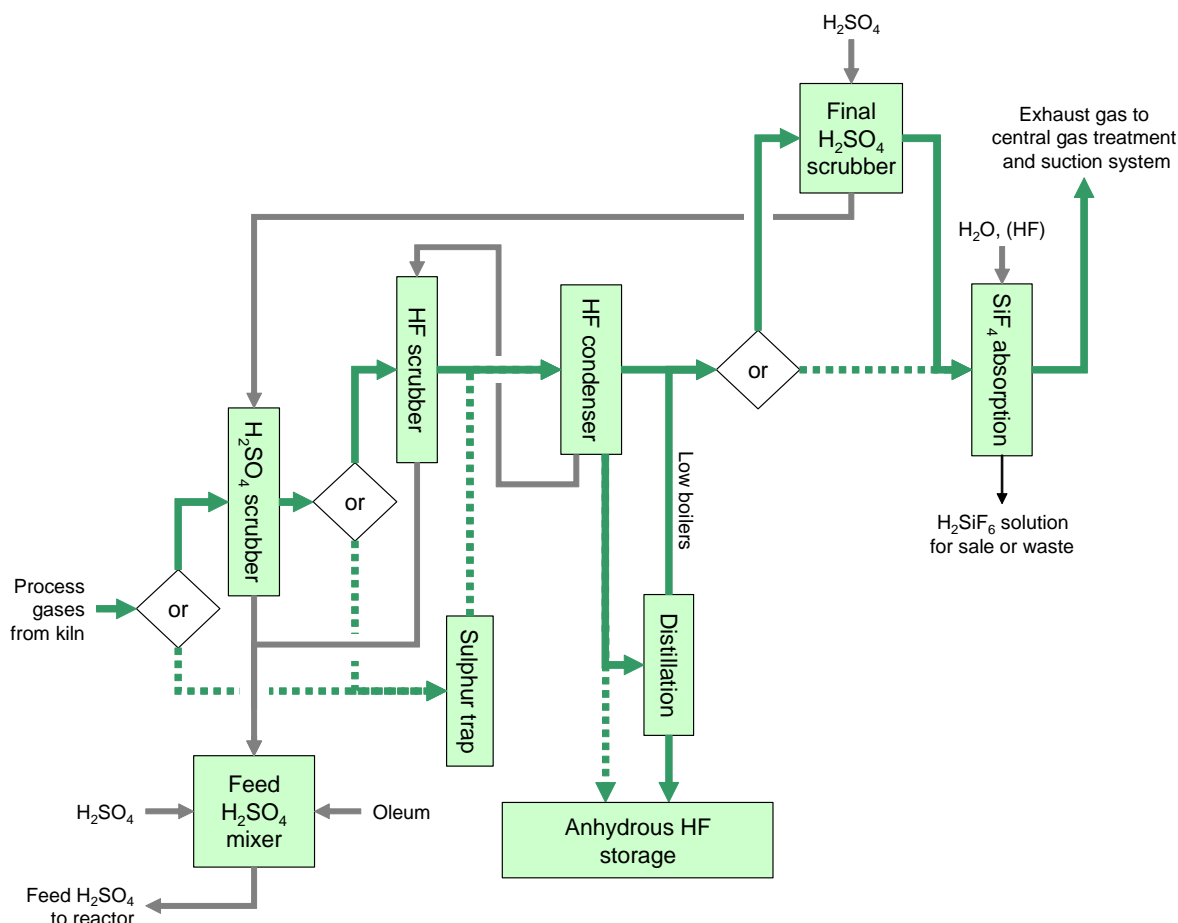 H₂SO₄
Final
H₂SO₄
scrubber
Exhaust gas to
central gas treatment
and suction system
H₂O, (HF)
HF scrubber
HF condenser
or
SiF₄ absorption
H₂SO₄ scrubber
or
Low boilers
H₂SiF₆ solution
for sale or waste
Process
gases
from kiln
or
Sulphur trap
Distillation
Feed
H₂SO₄
mixer
H₂SO₄
Oleum
Anhydrous HF
storage
Feed H₂SO₄
to reactor